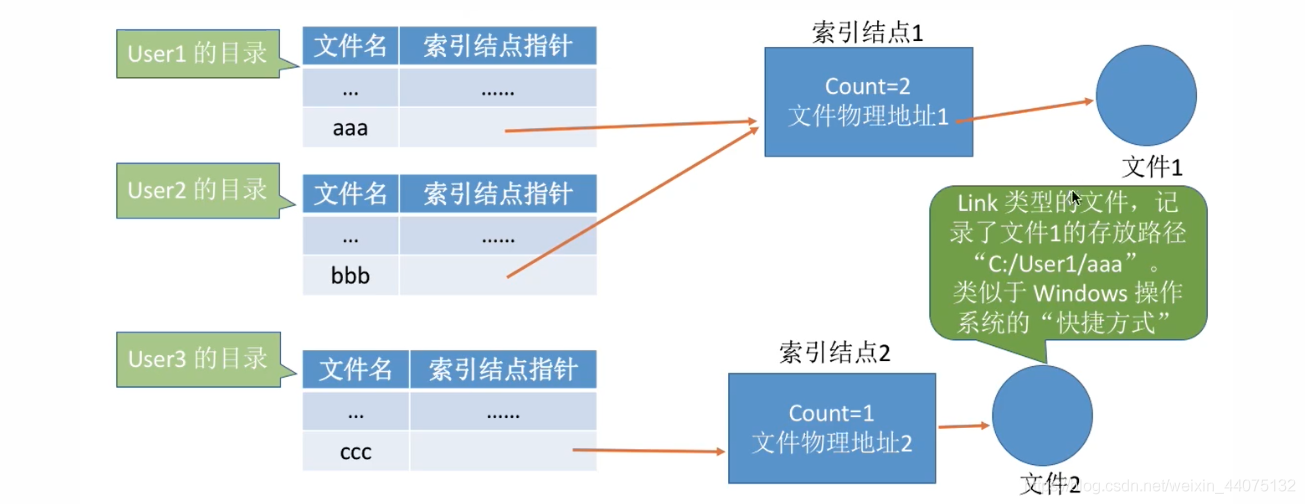 User1 的目录
文件名 索引结点指针
... ......
aaa
User2 的目录
文件名 索引结点指针
... ......
bbb
User3 的目录
文件名 索引结点指针
... ......
ccc
索引结点1
Count=2
文件物理地址1
文件1
Link 类型的文件，记
录了文件1的存放路径
“C:/User1/aaa”。
类似于 Windows 操作
系统的“快捷方式”
索引结点2
Count=1
文件物理地址2
文件2
blog.csdn.net/weixin_44075132